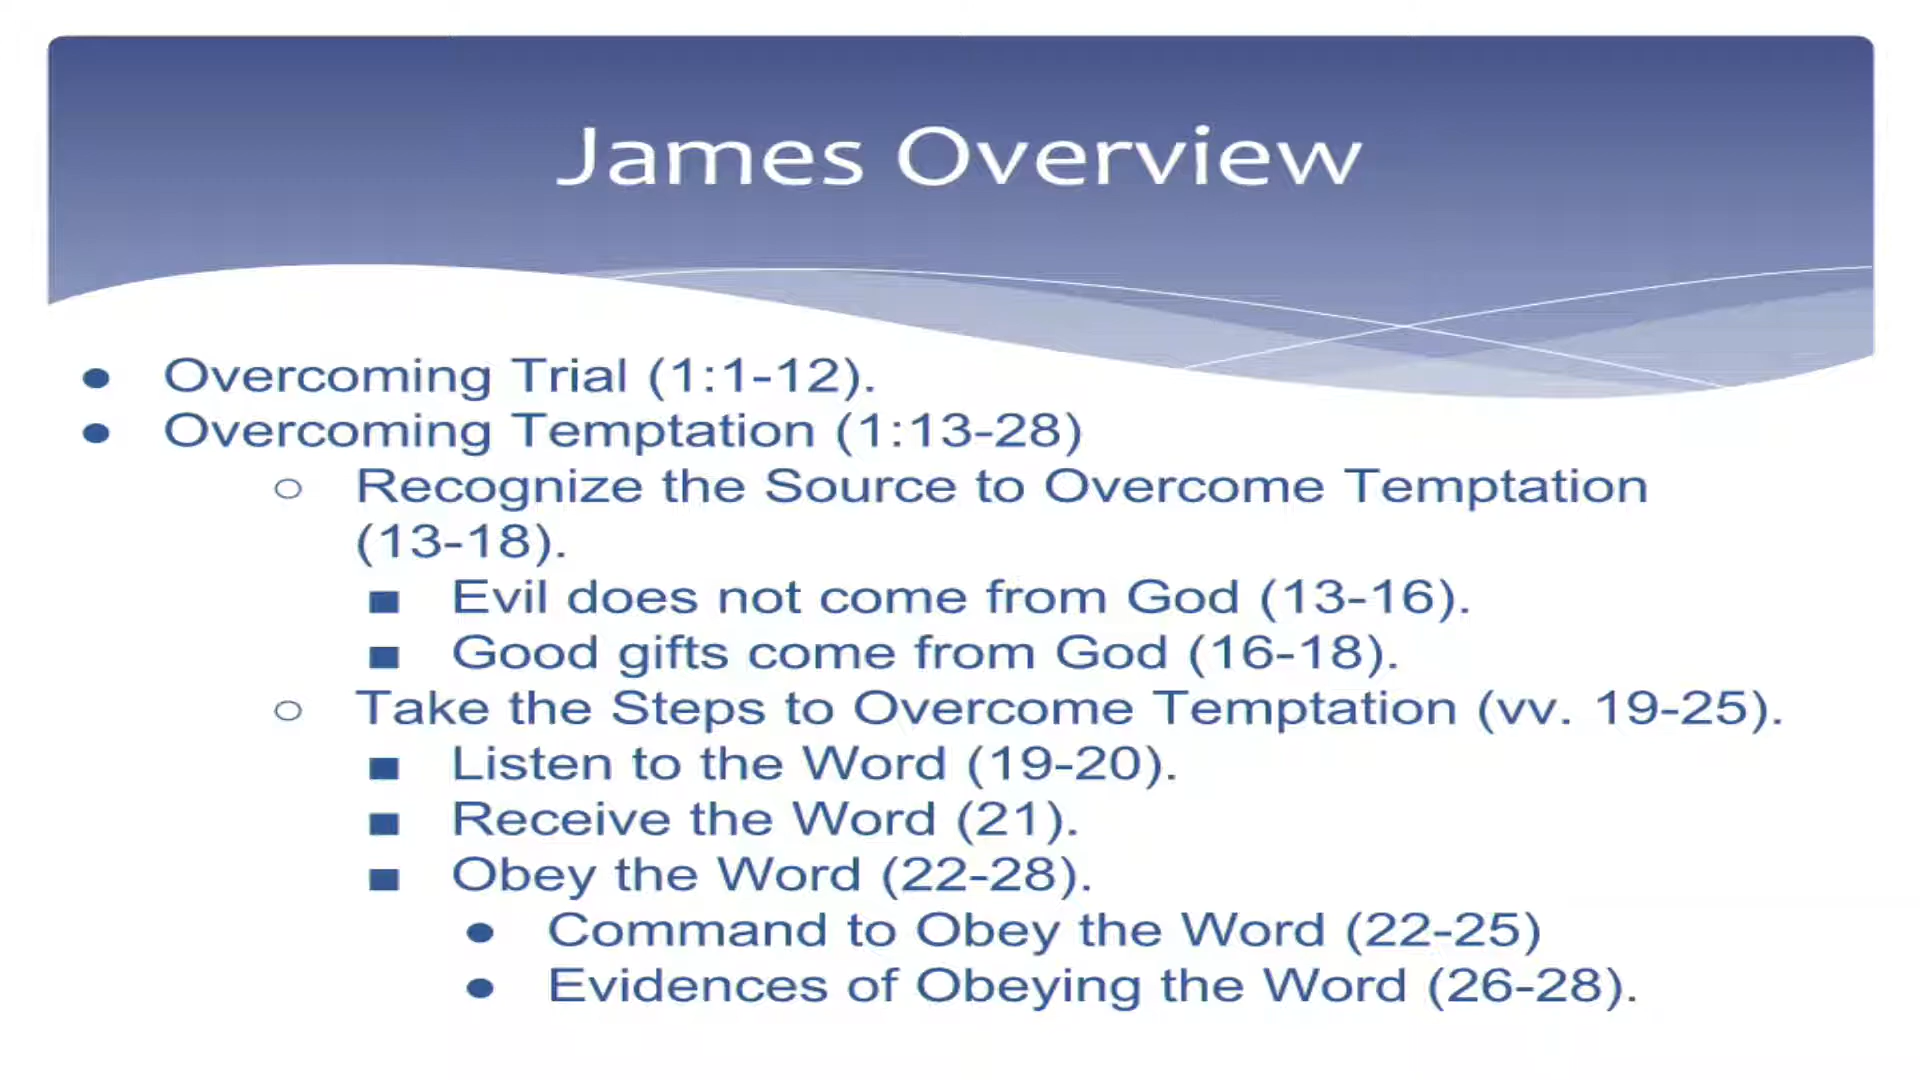 James Overview
● Overcoming Trial (1:1-12).
● Overcoming Temptation (1:13-28)
○ Recognize the Source to Overcome Temptation
(13-18).
■ Evil does not come from God (13-16).
■ Good gifts come from God (16-18).
○ Take the Steps to Overcome Temptation (vv. 19-25).
■ Listen to the Word (19-20).
■ Receive the Word (21).
■ Obey the Word (22-28).
● Command to Obey the Word (22-25)
● Evidences of Obeying the Word (26-28).